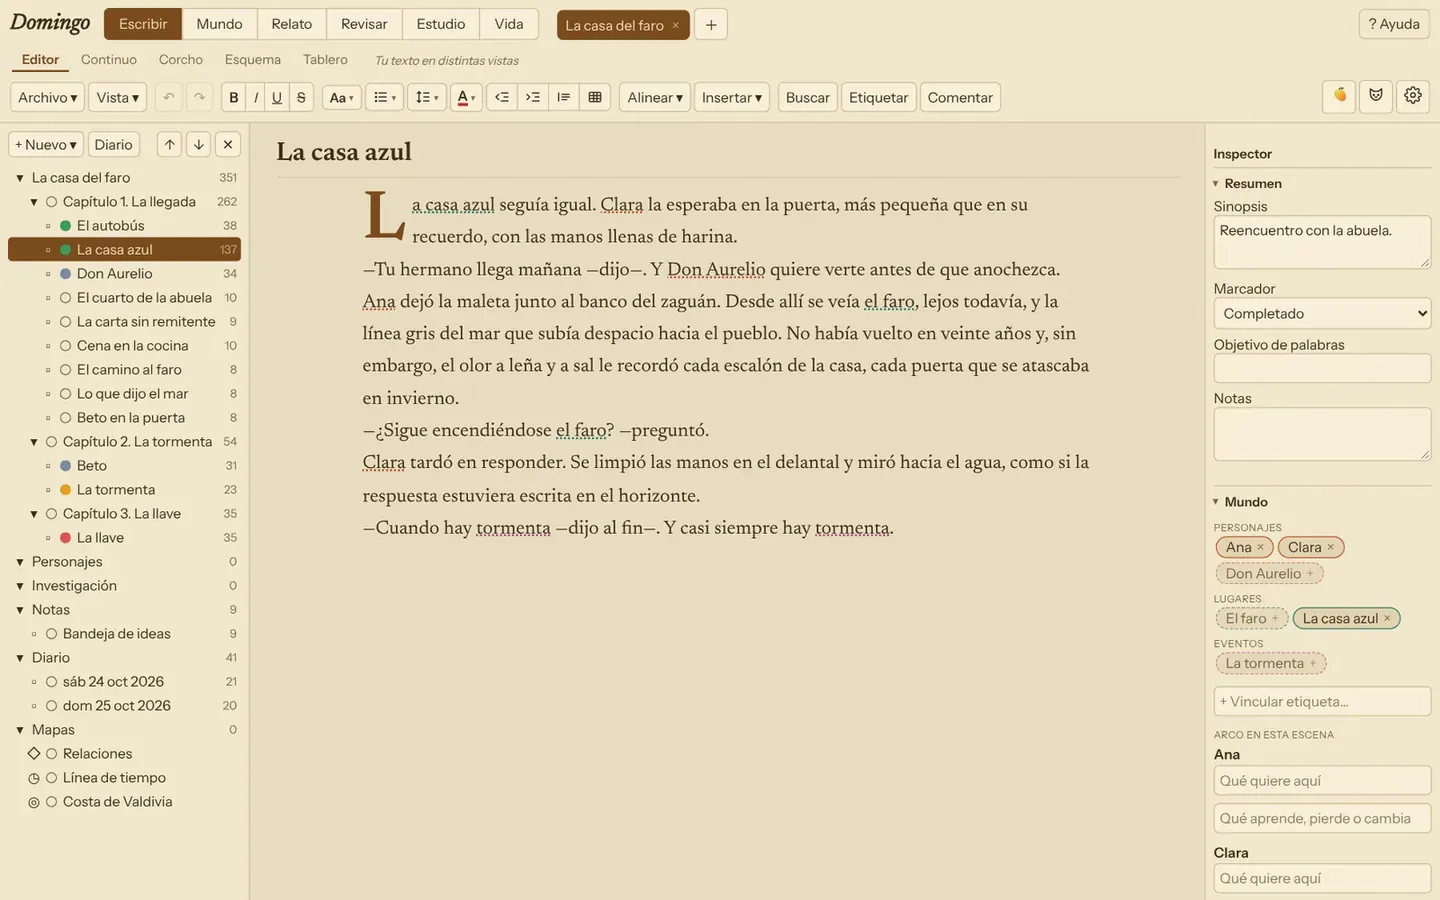 Domingo
Escribir
Mundo
Relato
Revisar
Estudio
Vida
La casa del faro ×
+
? Ayuda
Editor
Continuo
Corcho
Esquema
Tablero
Tu texto en distintas vistas
Archivo ▾
Vista ▾
B I U S
Aa ▾
A ▾
Alinear ▾
Insertar ▾
Buscar
Etiquetar
Comentar
+ Nuevo ▾
Diario
↑ ↓ ✕
La casa del faro 351
Capítulo 1. La llegada 262
El autobús 38
La casa azul 137
Don Aurelio 34
El cuarto de la abuela 10
La carta sin remitente 9
Cena en la cocina 10
El camino al faro 8
Lo que dijo el mar 8
Beto en la puerta 8
Capítulo 2. La tormenta 54
Beto 31
La tormenta 23
Capítulo 3. La llave 35
La llave 35
Personajes 0
Investigación 0
Notas 9
Bandeja de ideas 9
Diario 41
sáb 24 oct 2026 21
dom 25 oct 2026 20
Mapas 0
Relaciones
Línea de tiempo
Costa de Valdivia
La casa azul
La casa azul seguía igual. Clara la esperaba en la puerta, más pequeña que en su
recuerdo, con las manos llenas de harina.
—Tu hermano llega mañana —dijo—. Y Don Aurelio quiere verte antes de que anochezca.
Ana dejó la maleta junto al banco del zaguán. Desde allí se veía el faro, lejos todavía, y la
línea gris del mar que subía despacio hacia el pueblo. No había vuelto en veinte años y, sin
embargo, el olor a leña y a sal le recordó cada escalón de la casa, cada puerta que se atascaba
en invierno.
—¿Sigue encendiéndose el faro? —preguntó.
Clara tardó en responder. Se limpió las manos en el delantal y miró hacia el agua, como si la
respuesta estuviera escrita en el horizonte.
—Cuando hay tormenta —dijo al fin—. Y casi siempre hay tormenta.
Inspector
Resumen
Sinopsis
Reencuentro con la abuela.
Marcador
Completado
Objetivo de palabras
Notas
Mundo
PERSONAJES
Ana × Clara ×
Don Aurelio +
LUGARES
El faro + La casa azul ×
EVENTOS
La tormenta +
+ Vincular etiqueta...
ARCO EN ESTA ESCENA
Ana
Qué quiere aquí
Qué aprende, pierde o cambia
Clara
Qué quiere aquí